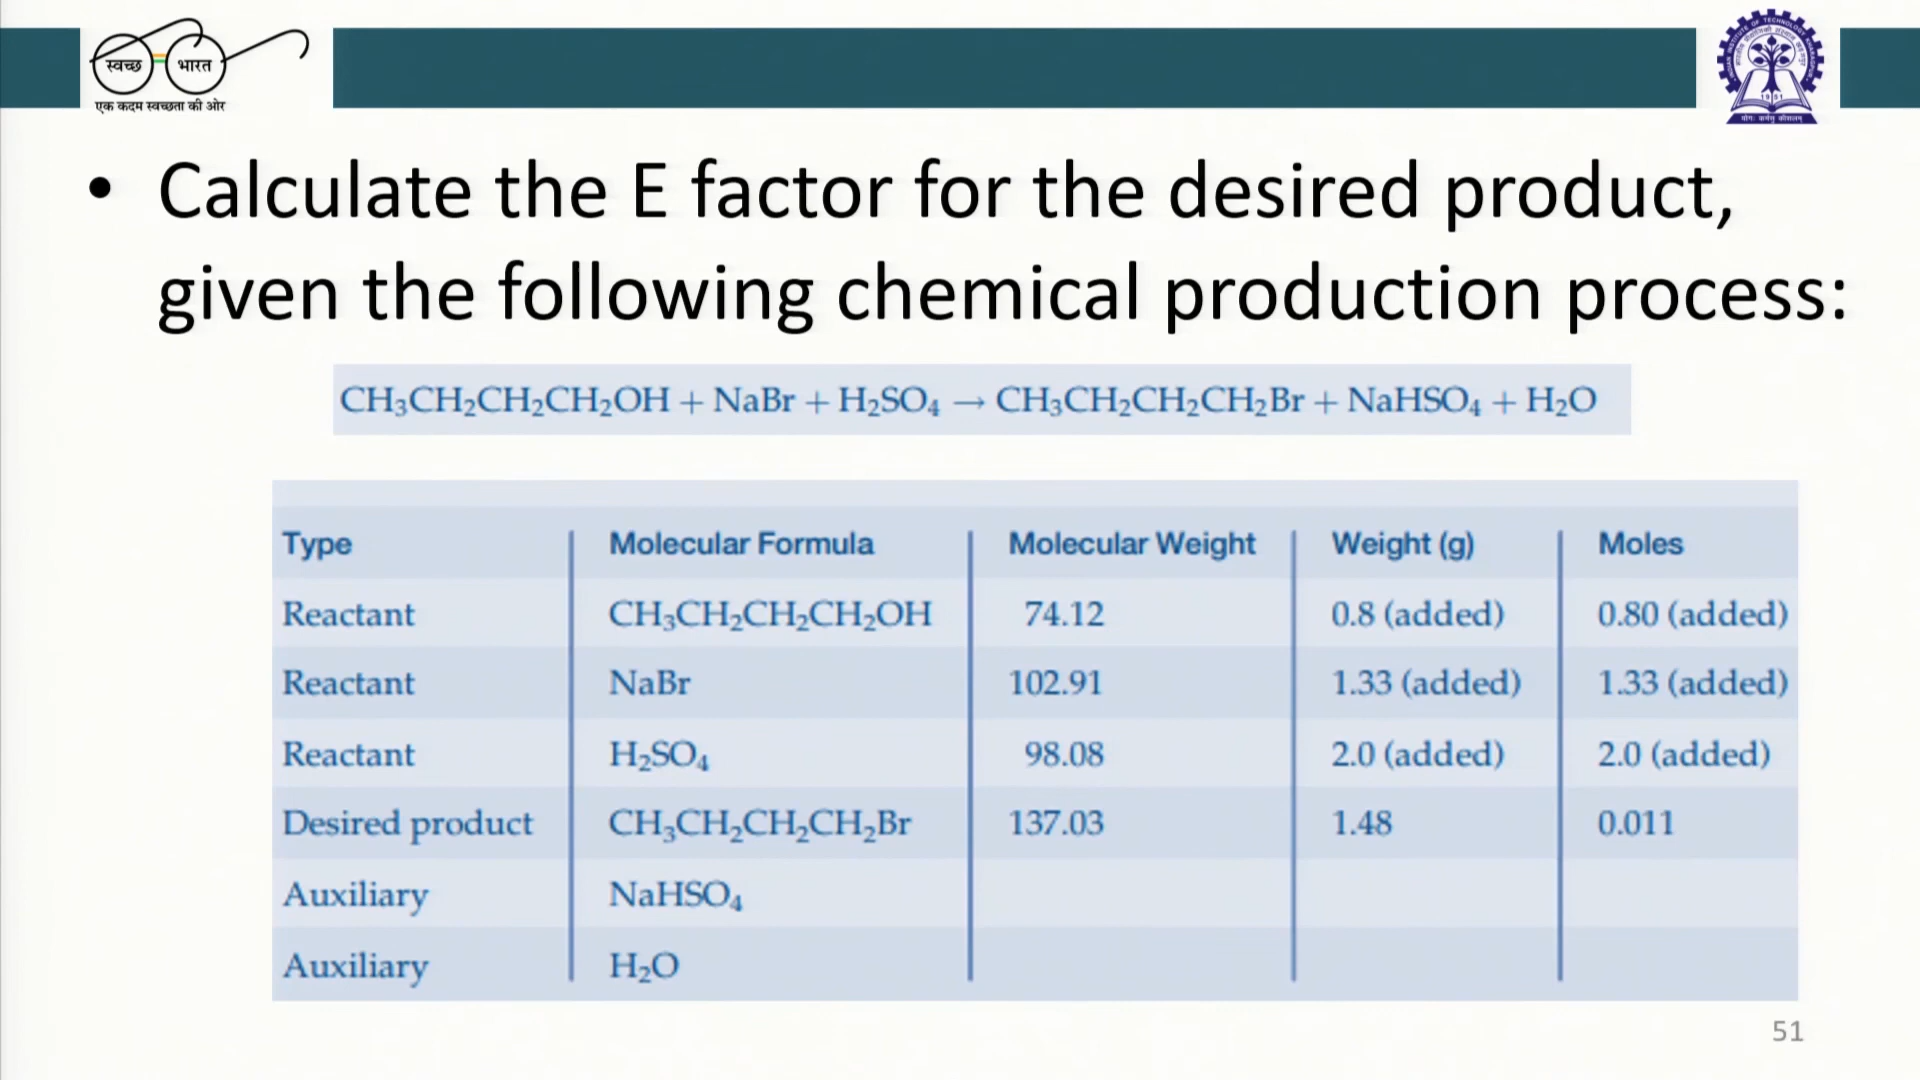 स्वच्छ भारत
एक कदम स्वच्छता की ओर
1951
योगः कर्मसु कौशलम्
• Calculate the E factor for the desired product,
given the following chemical production process:
CH₃CH₂CH₂CH₂OH + NaBr + H₂SO₄ → CH₃CH₂CH₂CH₂Br + NaHSO₄ + H₂O
Type Molecular Formula Molecular Weight Weight (g) Moles
Reactant CH₃CH₂CH₂CH₂OH 74.12 0.8 (added) 0.80 (added)
Reactant NaBr 102.91 1.33 (added) 1.33 (added)
Reactant H₂SO₄ 98.08 2.0 (added) 2.0 (added)
Desired product CH₃CH₂CH₂CH₂Br 137.03 1.48 0.011
Auxiliary NaHSO₄
Auxiliary H₂O
51